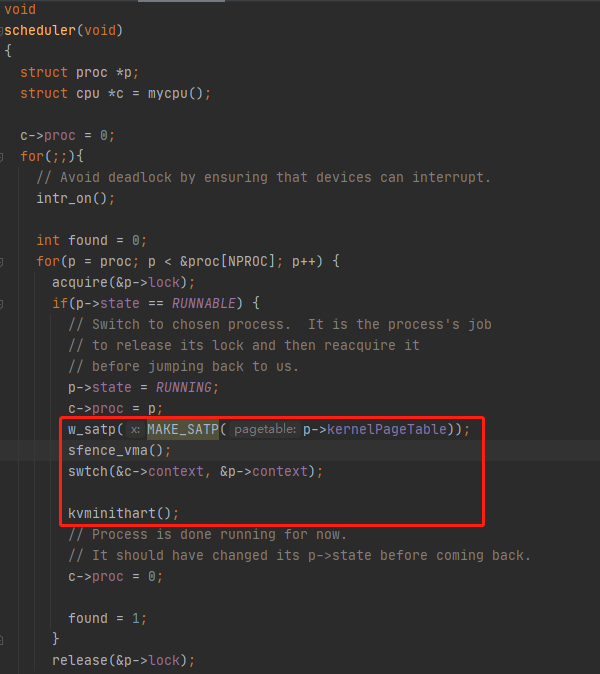 void
scheduler(void)
{
struct proc *p;
struct cpu *c = mycpu();
c->proc = 0;
for(;;){
// Avoid deadlock by ensuring that devices can interrupt.
intr_on();
int found = 0;
for(p = proc; p < &proc[NPROC]; p++) {
acquire(&p->lock);
if(p->state == RUNNABLE) {
// Switch to chosen process.  It is the process's job
// to release its lock and then reacquire it
// before jumping back to us.
p->state = RUNNING;
c->proc = p;
w_satp( x: MAKE_SATP( pagetable: p->kernelPageTable));
sfence_vma();
swtch(&c->context, &p->context);
kvminithart();
// Process is done running for now.
// It should have changed its p->state before coming back.
c->proc = 0;
found = 1;
}
release(&p->lock);